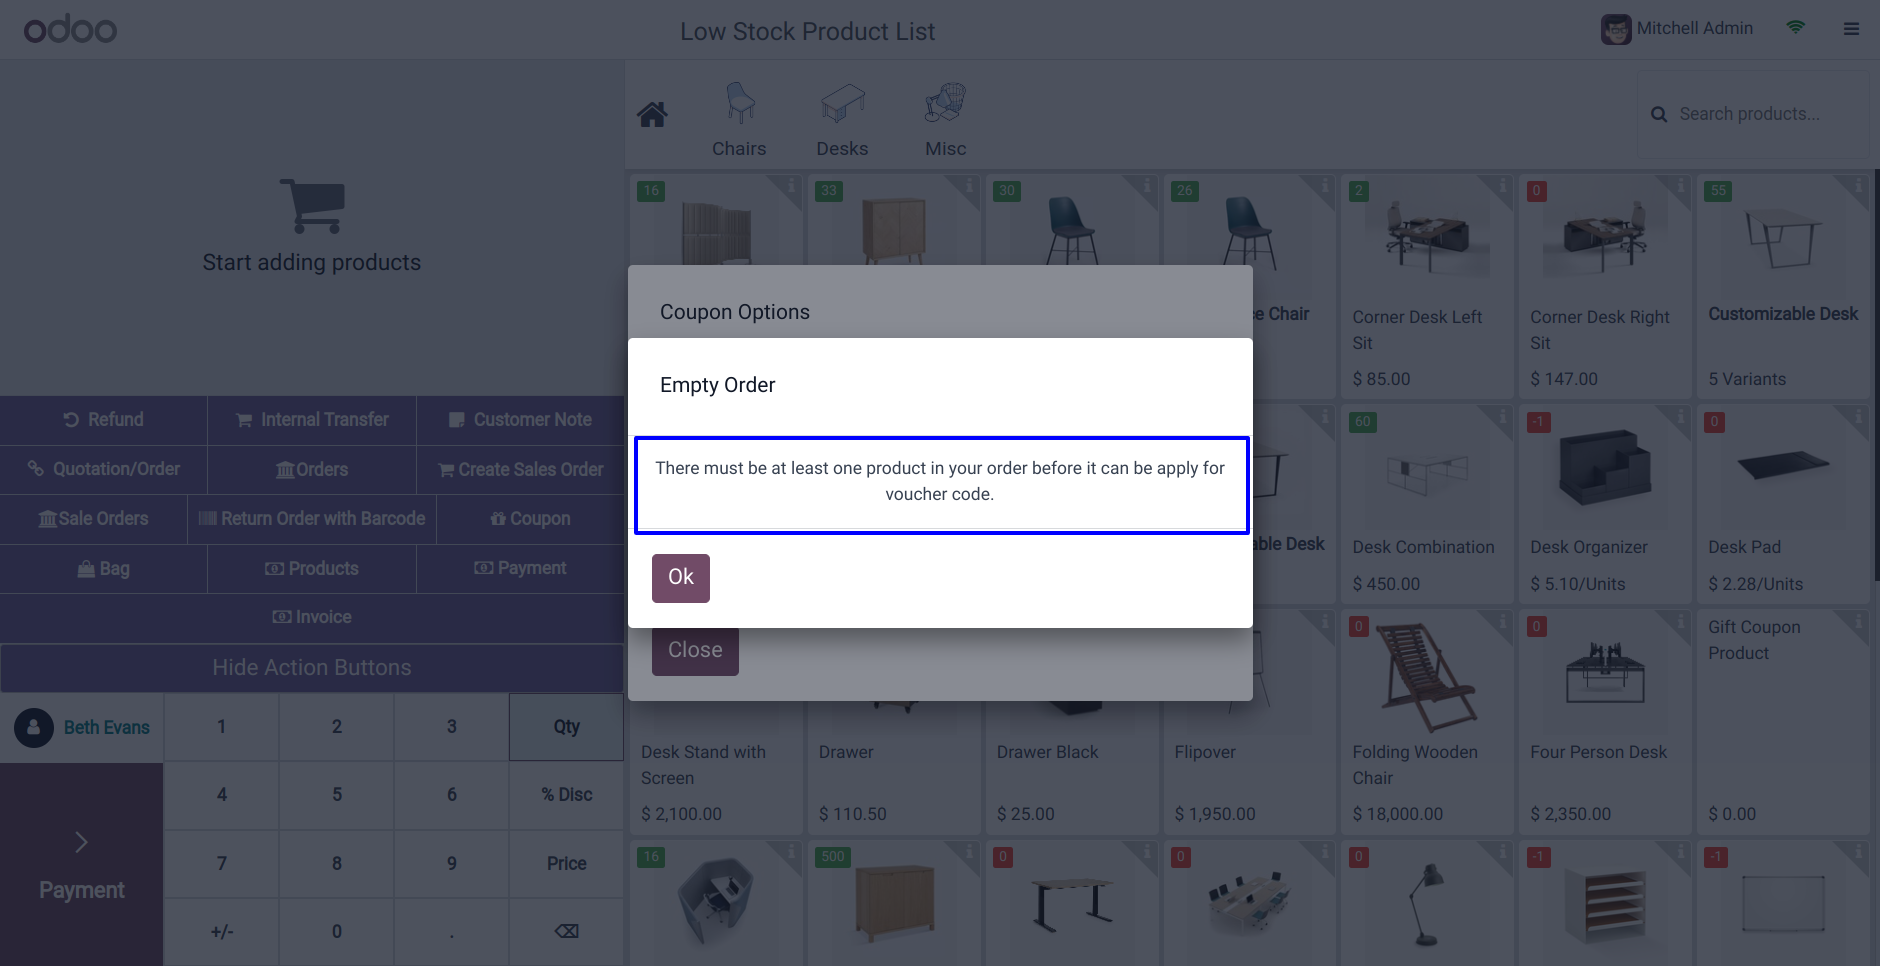 odoo
Low Stock Product List
Mitchell Admin
Chairs
Desks
Misc
Search products...
Start adding products
16
33
30
26
2
0
55
Coupon Options
Empty Order
There must be at least one product in your order before it can be apply for
voucher code.
Ok
Close
Chair
Corner Desk Left
Sit
$ 85.00
Corner Desk Right
Sit
$ 147.00
Customizable Desk
5 Variants
Refund
Internal Transfer
Customer Note
Quotation/Order
Orders
Create Sales Order
Sale Orders
Return Order with Barcode
Coupon
Bag
Products
Payment
Invoice
Hide Action Buttons
60
-1
0
Desk
Desk Combination
$ 450.00
Desk Organizer
$ 5.10/Units
Desk Pad
$ 2.28/Units
0
0
Gift Coupon
Product
Beth Evans
1
2
3
Qty
4
5
6
% Disc
7
8
9
Price
+/-
0
.
Payment
Desk Stand with
Screen
$ 2,100.00
Drawer
$ 110.50
Drawer Black
$ 25.00
Flipover
$ 1,950.00
Folding Wooden
Chair
$ 18,000.00
Four Person Desk
$ 2,350.00
$ 0.00
16
500
0
0
0
-1
-1